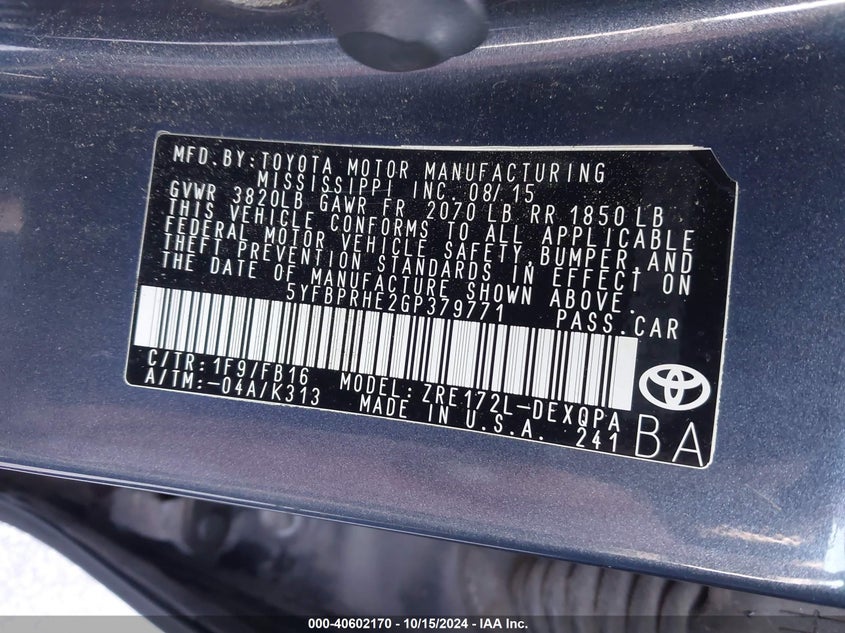 MFD.BY:TOYOTA MOTOR MANUFACTURING
MISSISSIPPI INC. 08/15
GVWR 3820LB GAWR FR 2070 LB RR 1850 LB
THIS VEHICLE CONFORMS TO ALL APPLICABLE
FEDERAL MOTOR VEHICLE SAFETY,BUMPER AND
THEFT PREVENTION STANDARDS IN EFFECT ON
THE DATE OF MANUFACTURE SHOWN ABOVE.
5YFBPRHE2GP379771 PASS.CAR
C/TR:1F9/FB16 MODEL:ZRE172L-DEXQPA
A/TM:-04A/K313 MADE IN U.S.A. 241
BA
000-40602170 - 10/15/2024 - IAA Inc.